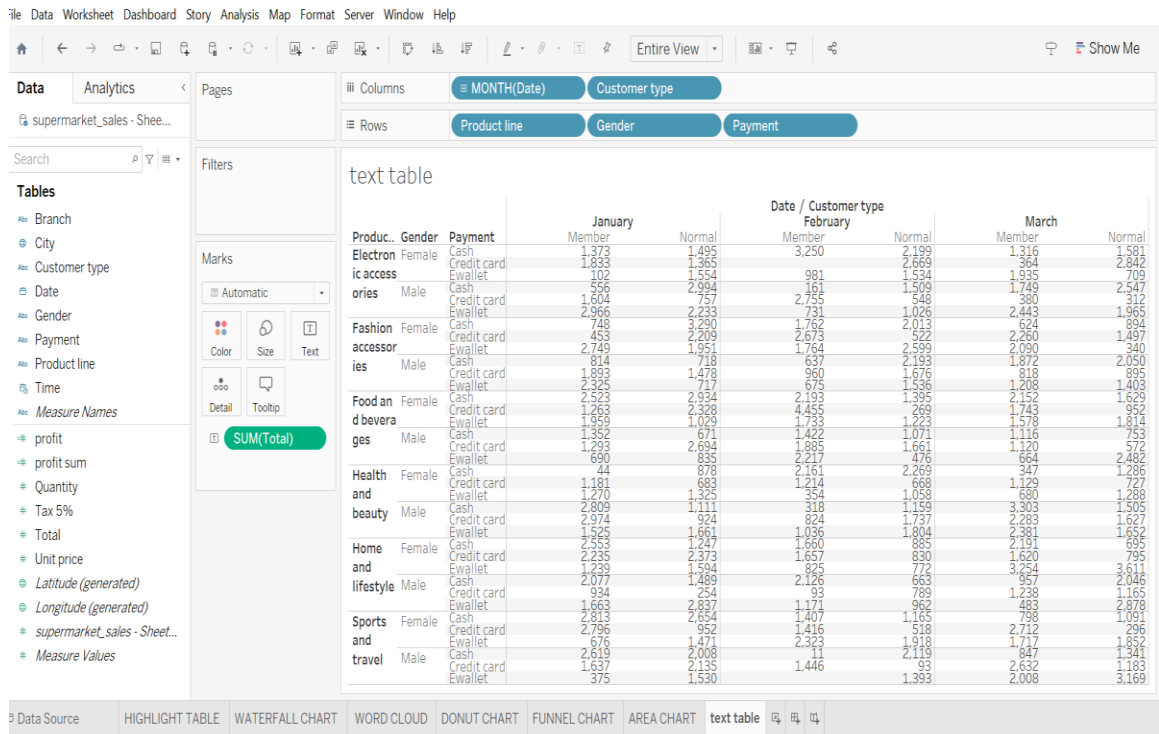 File Data Worksheet Dashboard Story Analysis Map Format Server Window Help
Entire View
Show Me
Data Analytics
supermarket_sales - Shee...
Search
Tables
Abc Branch
City
Abc Customer type
Date
Abc Gender
Abc Payment
Abc Product line
Time
Abc Measure Names
profit
profit sum
Quantity
Tax 5%
Total
Unit price
Latitude (generated)
Longitude (generated)
supermarket_sales - Sheet...
Measure Values
Pages
Filters
Marks
Automatic
Color Size Text
Detail Tooltip
SUM(Total)
Columns MONTH(Date) Customer type
Rows Product line Gender Payment
text table
Date / Customer type
January February March
Produc.. Gender Payment Member Normal Member Normal Member Normal
Electron Female Cash 1,373 1,495 3,250 2,199 1,316 1,581
Credit card 1,833 1,365 2,669 364 2,842
ic access Ewallet 102 1,554 981 1,534 1,935 709
ories Male Cash 556 2,994 161 1,509 1,749 2,547
Credit card 1,604 757 2,755 548 380 312
Ewallet 2,966 2,233 731 1,026 2,443 1,965
Fashion Female Cash 748 3,290 1,762 2,013 624 894
Credit card 453 2,209 2,673 522 2,260 1,497
accessor Ewallet 2,749 1,951 1,764 2,599 2,090 340
ies Male Cash 814 718 637 2,193 1,872 2,050
Credit card 1,893 1,478 960 1,676 818 895
Ewallet 2,325 717 675 1,536 1,208 1,403
Food an Female Cash 2,523 2,934 2,193 1,395 2,152 1,629
Credit card 1,263 2,328 4,455 269 1,743 952
d bevera Ewallet 1,959 1,029 1,733 1,223 1,578 1,814
ges Male Cash 1,352 671 1,422 1,071 1,116 753
Credit card 1,293 2,694 1,885 1,661 1,120 572
Ewallet 690 835 2,217 476 664 2,482
Health Female Cash 44 878 2,161 2,269 347 1,286
Credit card 1,181 683 1,214 668 1,129 727
and Ewallet 1,270 1,325 354 1,058 680 1,288
beauty Male Cash 2,809 1,111 318 1,159 3,303 1,505
Credit card 2,974 924 824 1,737 2,283 1,627
Ewallet 1,525 1,661 1,036 1,804 2,381 1,652
Home Female Cash 2,553 1,247 1,660 885 2,191 695
Credit card 2,235 2,373 1,657 830 1,620 795
and Ewallet 1,239 1,594 825 772 3,254 3,611
lifestyle Male Cash 2,077 1,489 2,126 663 957 2,046
Credit card 934 254 93 789 1,238 1,165
Ewallet 1,663 2,837 1,171 962 483 2,878
Sports Female Cash 2,813 2,654 1,407 1,165 798 1,091
Credit card 2,796 952 1,416 518 2,712 296
and Ewallet 676 1,471 2,323 1,918 1,717 1,852
travel Male Cash 2,619 2,008 11 2,119 847 1,341
Credit card 1,637 2,135 1,446 93 2,632 1,183
Ewallet 375 1,530 1,393 2,008 3,169
Data Source HIGHLIGHT TABLE WATERFALL CHART WORD CLOUD DONUT CHART FUNNEL CHART AREA CHART text table